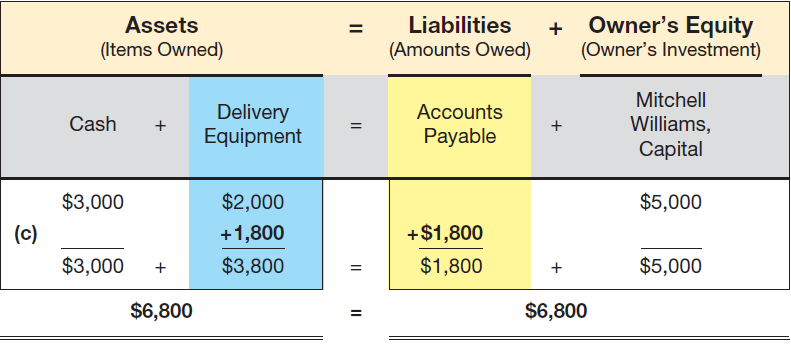 Assets = Liabilities + Owner's Equity
(Items Owned) (Amounts Owed) (Owner's Investment)
Cash + Delivery Equipment = Accounts Payable + Mitchell Williams, Capital
$3,000 $2,000 $5,000
(c) +1,800 +$1,800
$3,000 + $3,800 = $1,800 + $5,000
$6,800 = $6,800